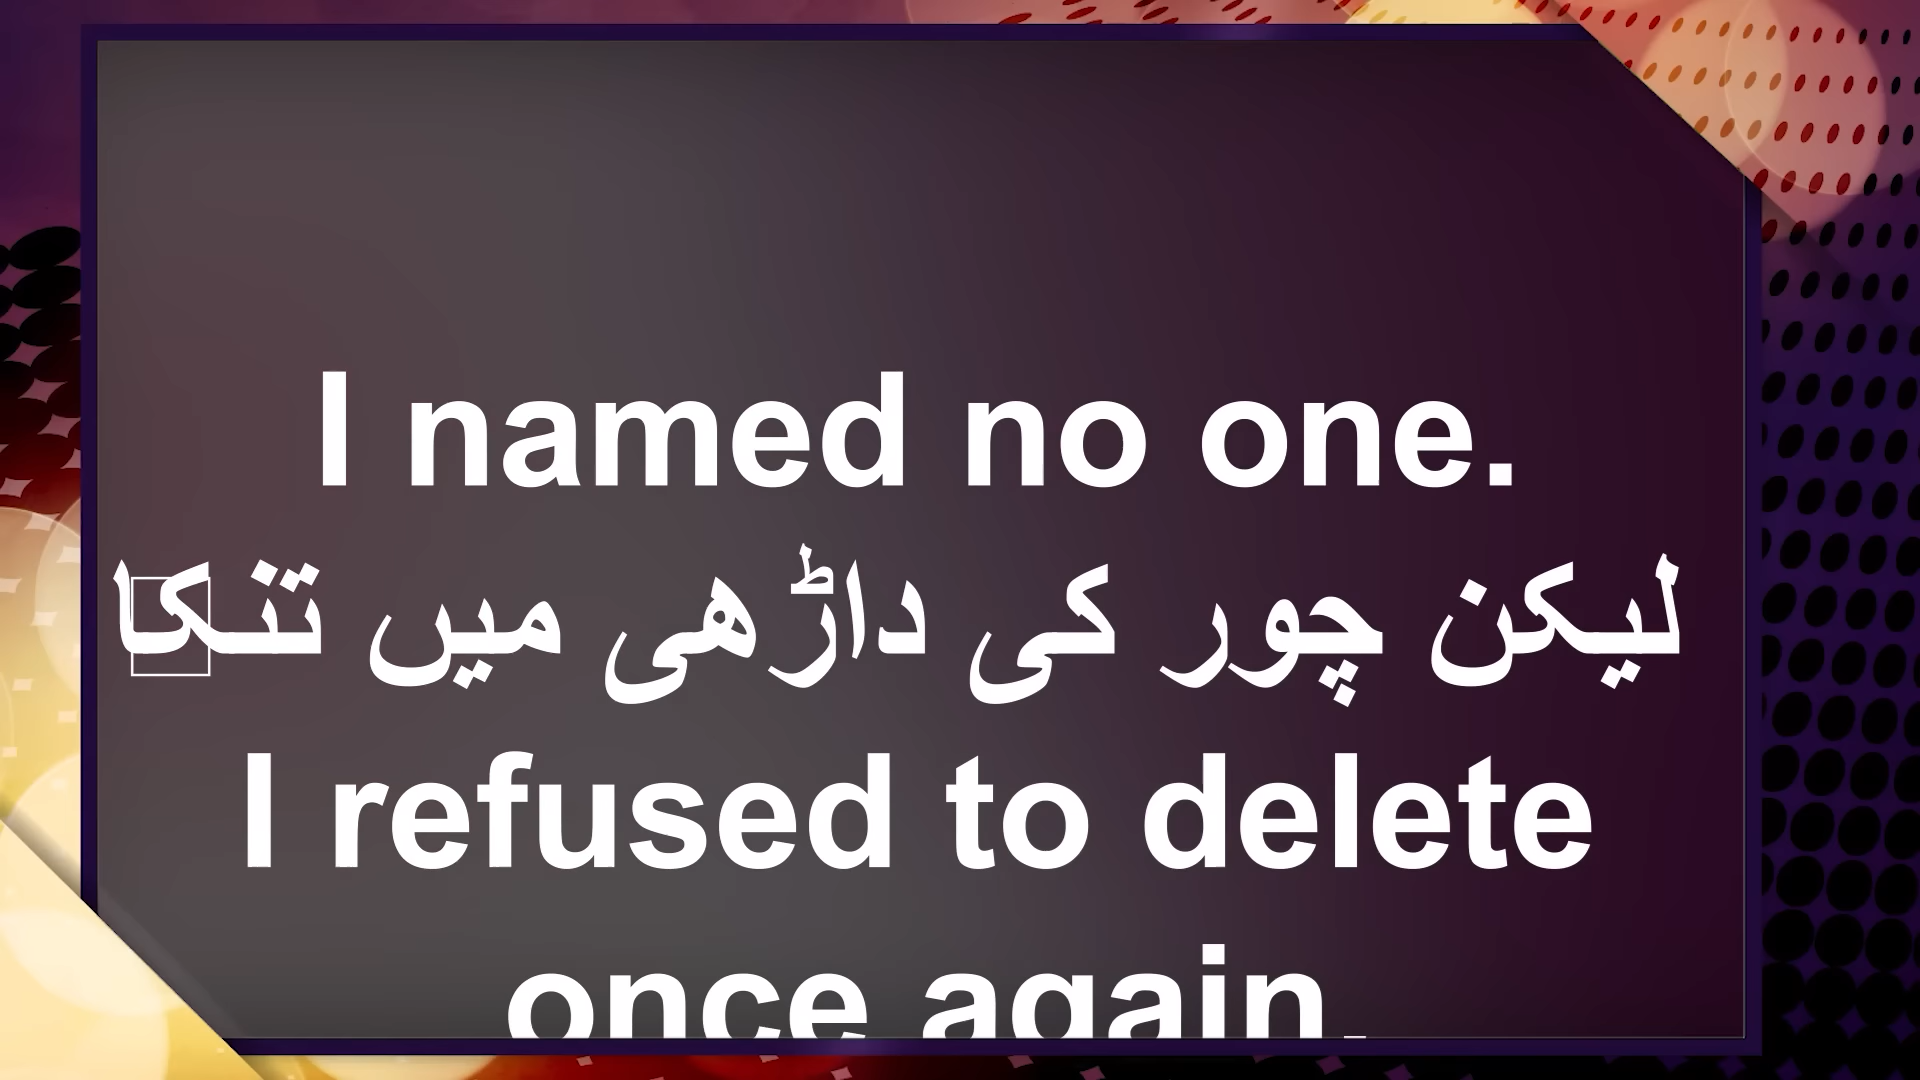 I named no one.
لیکن چور کی داڑھی میں تنکا
I refused to delete
once again.